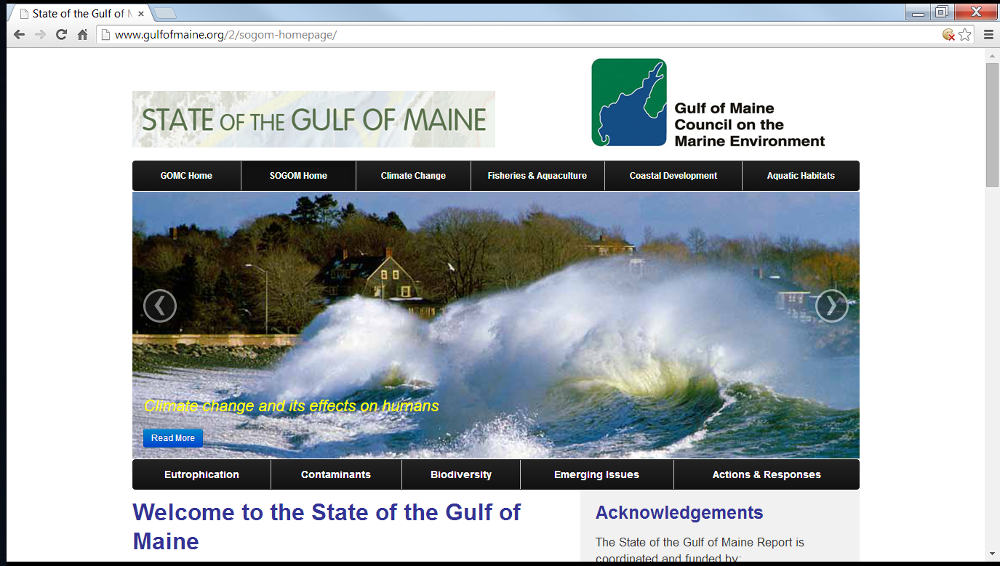 State of the Gulf of M
www.gulfofmaine.org/2/sogom-homepage/
STATE OF THE GULF OF MAINE
Gulf of Maine
Council on the
Marine Environment
GOMC Home SOGOM Home Climate Change Fisheries & Aquaculture Coastal Development Aquatic Habitats
Climate change and its effects on humans
Read More
Eutrophication Contaminants Biodiversity Emerging Issues Actions & Responses
Welcome to the State of the Gulf of
Maine
Acknowledgements
The State of the Gulf of Maine Report is
coordinated and funded by: